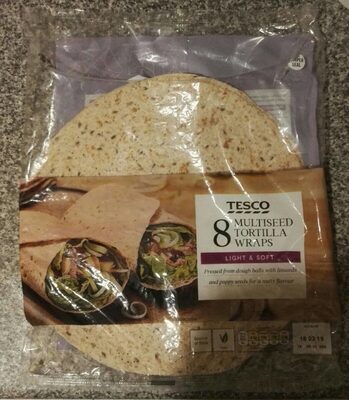 TESCO
8 MULTISEED
TORTILLA
WRAPS
LIGHT & SOFT
Pressed from dough balls with linseeds
and poppy seeds for a nutty flavour